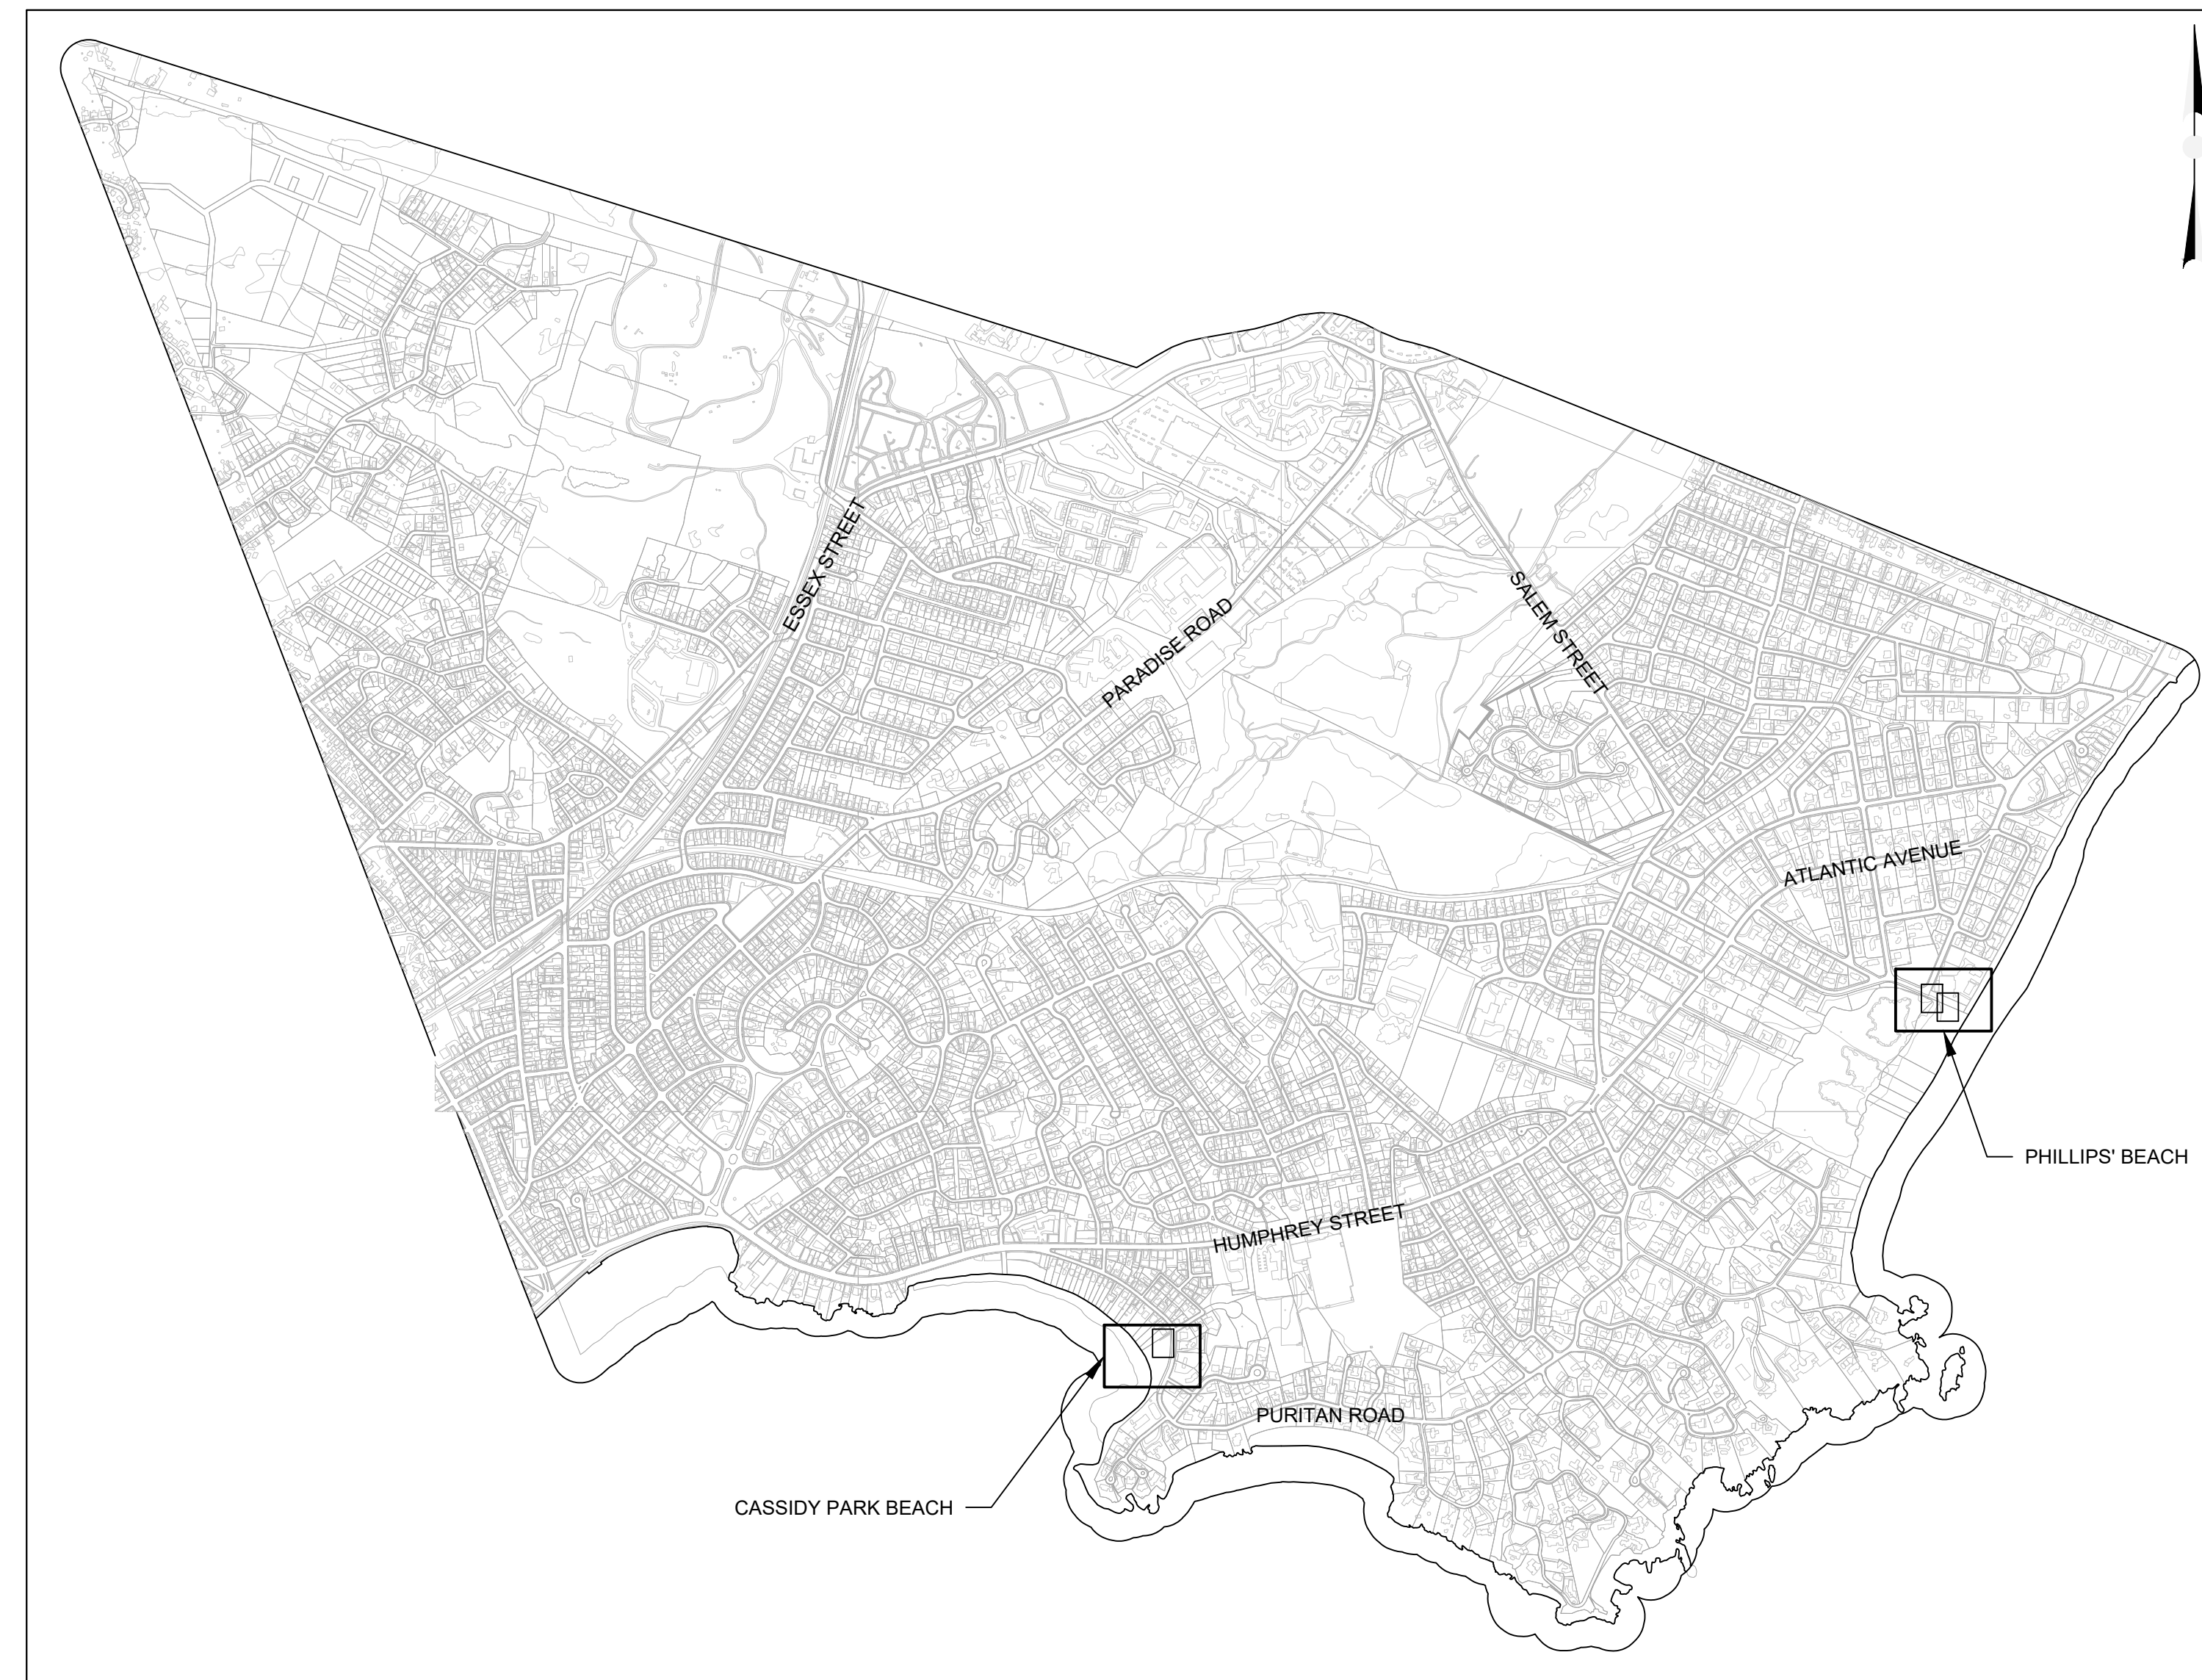 ESSEX STREET
PARADISE ROAD
SALEM STREET
ATLANTIC AVENUE
PHILLIPS' BEACH
HUMPHREY STREET
PURITAN ROAD
CASSIDY PARK BEACH